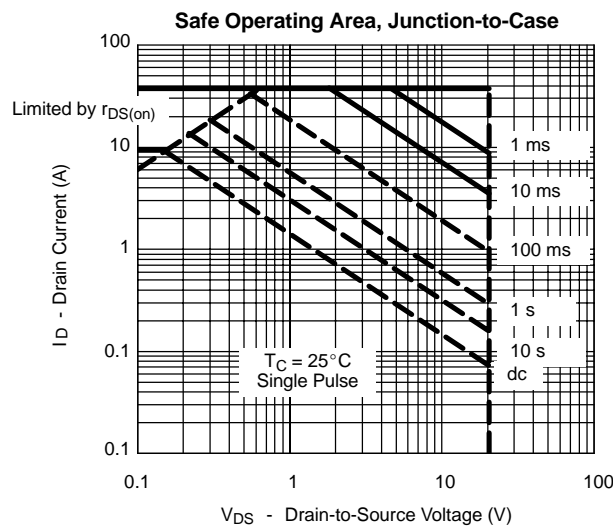 Safe Operating Area, Junction-to-Case
100
Limited by rDS(on)
10
1
0.1
0.1
ID - Drain Current (A)
1 ms
10 ms
100 ms
1 s
10 s
dc
TC = 25°C
Single Pulse
0.1
1
10
100
VDS - Drain-to-Source Voltage (V)